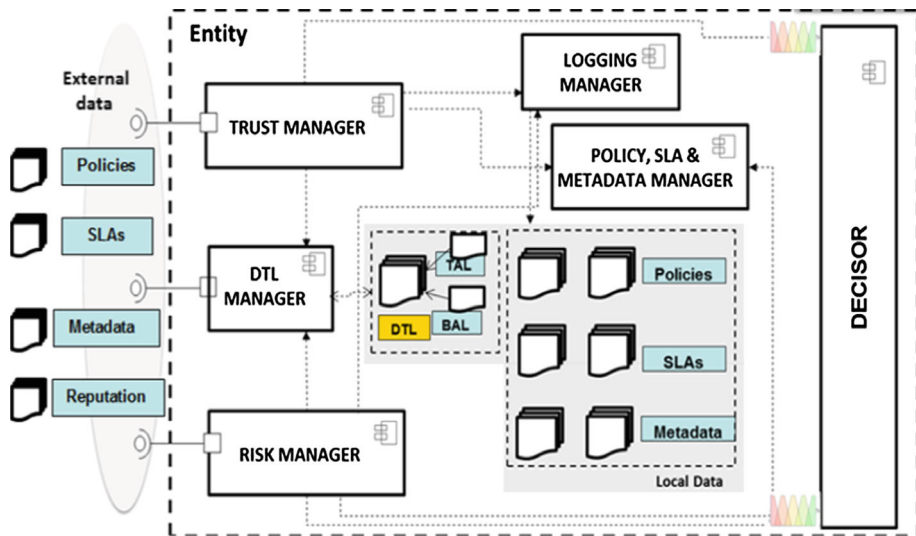 Entity
External
data
Policies
SLAs
Metadata
Reputation
TRUST MANAGER
DTL
MANAGER
RISK MANAGER
LOGGING
MANAGER
POLICY, SLA &
METADATA MANAGER
TAL
DTL
BAL
Policies
SLAs
Metadata
Local Data
DECISOR